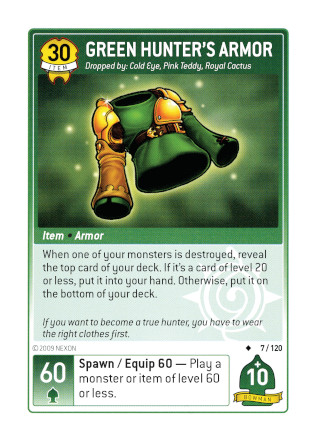 30
ITEM
GREEN HUNTER'S ARMOR
Dropped by: Cold Eye, Pink Teddy, Royal Cactus
Item • Armor
When one of your monsters is destroyed, reveal
the top card of your deck. If it's a card of level 20
or less, put it into your hand. Otherwise, put it on
the bottom of your deck.
If you want to become a true hunter, you have to wear
the right clothes first.
©2009 NEXON
♦ 7/120
60
Spawn / Equip 60 — Play a
monster or item of level 60
or less.
+
10
BOWMAN